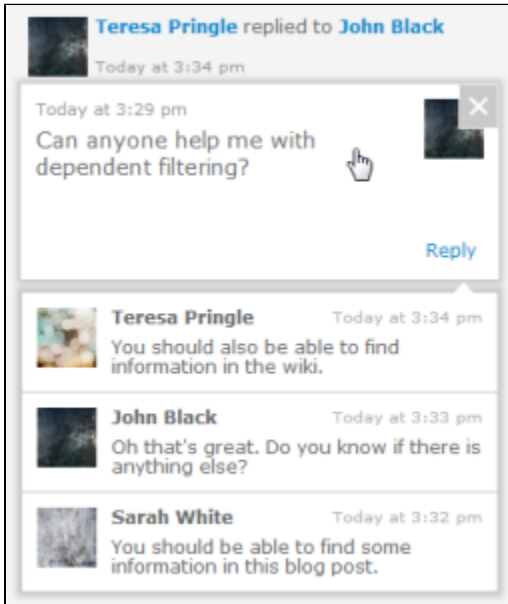 Teresa Pringle replied to John Black
Today at 3:34 pm
Today at 3:29 pm
Can anyone help me with
dependent filtering?
Reply
Teresa Pringle Today at 3:34 pm
You should also be able to find
information in the wiki.
John Black Today at 3:33 pm
Oh that's great. Do you know if there is
anything else?
Sarah White Today at 3:32 pm
You should be able to find some
information in this blog post.